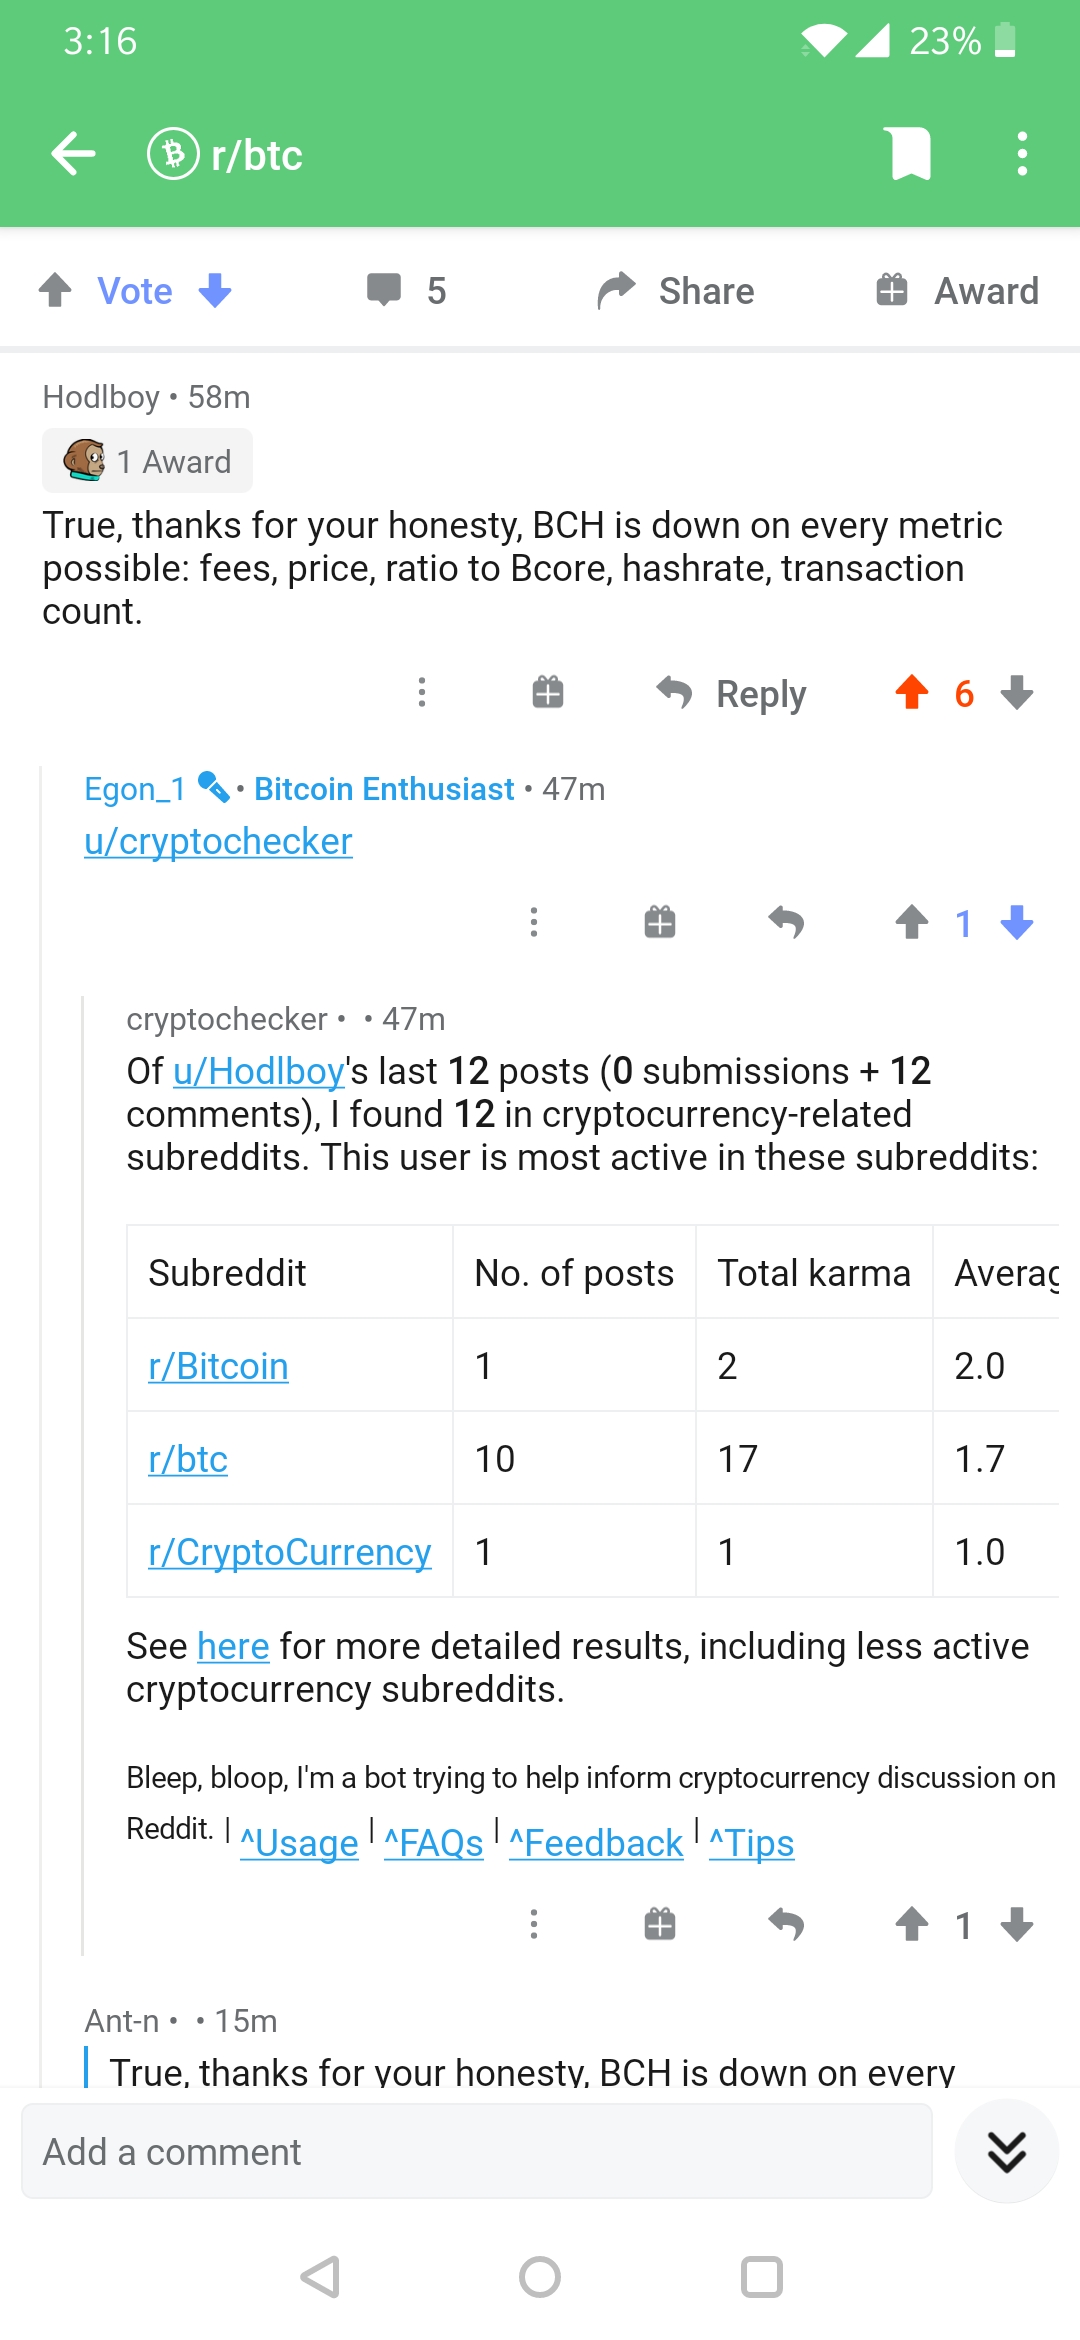 3:16
23%
r/btc
Vote
5
Share
Award
Hodlboy • 58m
1 Award
True, thanks for your honesty, BCH is down on every metric
possible: fees, price, ratio to Bcore, hashrate, transaction
count.
Reply
6
Egon_1 • Bitcoin Enthusiast • 47m
u/cryptochecker
1
cryptochecker • • 47m
Of u/Hodlboy's last 12 posts (0 submissions + 12
comments), I found 12 in cryptocurrency-related
subreddits. This user is most active in these subreddits:
Subreddit No. of posts Total karma Averag
r/Bitcoin 1 2 2.0
r/btc 10 17 1.7
r/CryptoCurrency 1 1 1.0
See here for more detailed results, including less active
cryptocurrency subreddits.
Bleep, bloop, I'm a bot trying to help inform cryptocurrency discussion on
Reddit. | ^Usage | ^FAQs | ^Feedback | ^Tips
1
Ant-n • • 15m
True, thanks for your honesty, BCH is down on every
Add a comment